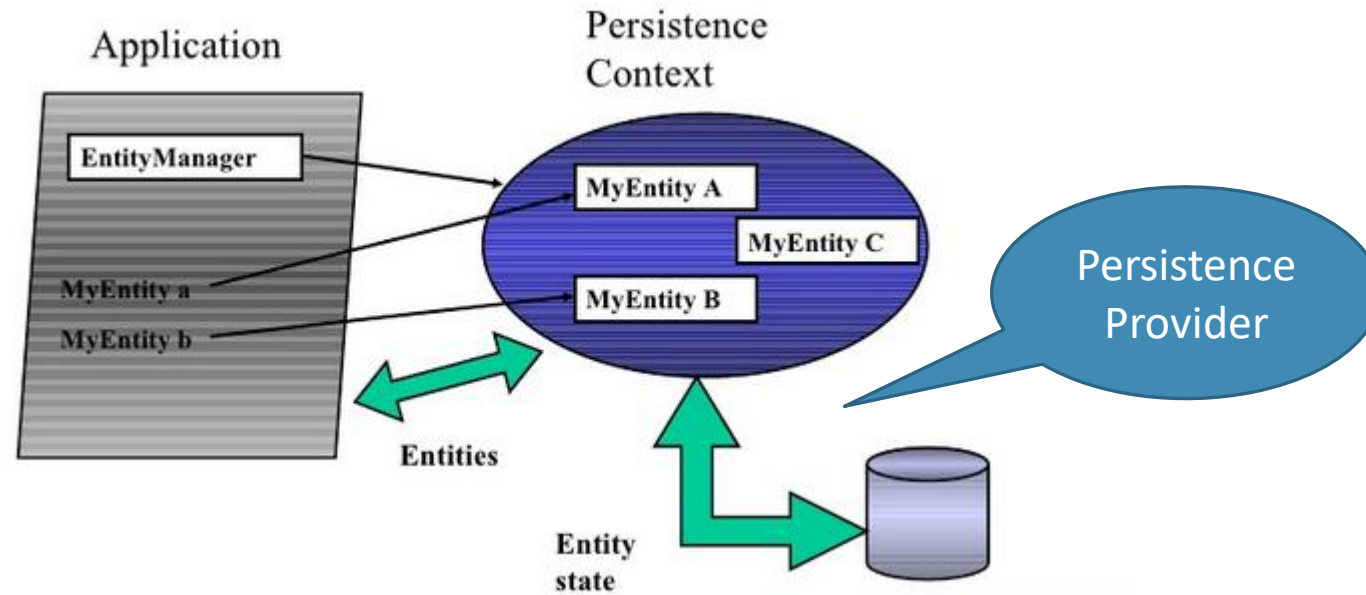 Application
Persistence
Context
EntityManager
MyEntity A
MyEntity C
MyEntity a
MyEntity B
MyEntity b
Persistence
Provider
Entities
Entity
state